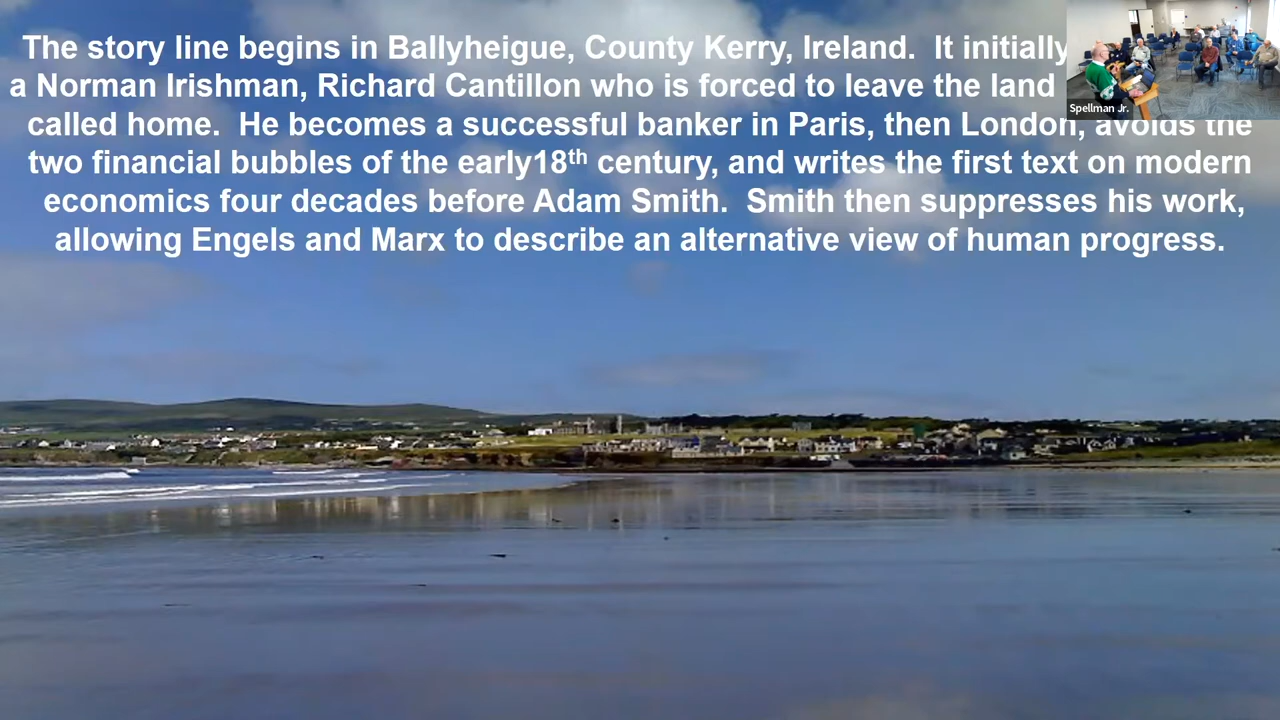 The story line begins in Ballyheigue, County Kerry, Ireland.  It initially
a Norman Irishman, Richard Cantillon who is forced to leave the land
called home.  He becomes a successful banker in Paris, then London, avoids the
two financial bubbles of the early18th century, and writes the first text on modern
economics four decades before Adam Smith.  Smith then suppresses his work,
allowing Engels and Marx to describe an alternative view of human progress.
Spellman Jr.